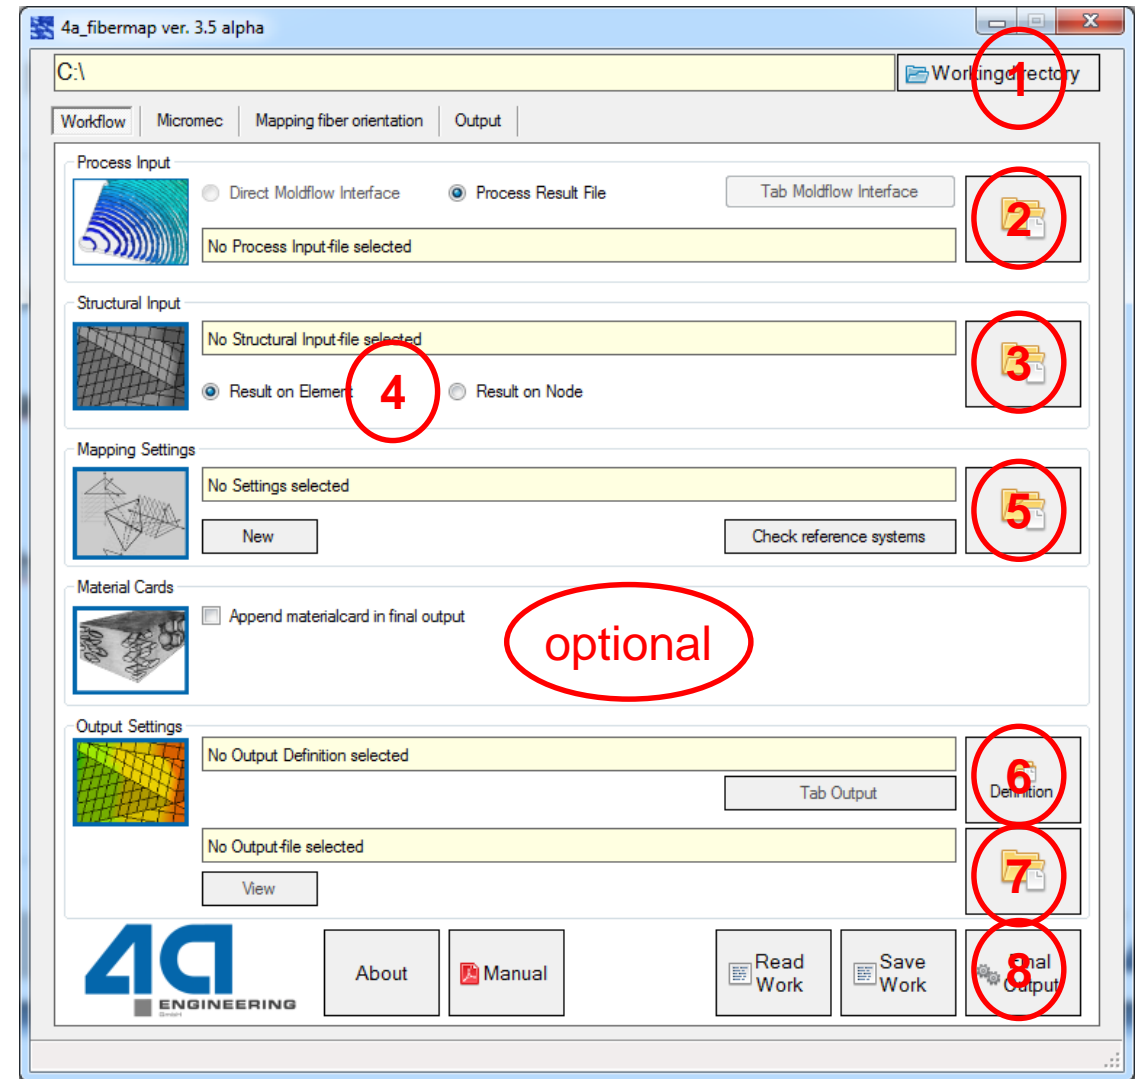 4a_fibermap ver. 3.5 alpha
C:\
Workingdirectory
1
Workflow
Micromec
Mapping fiber orientation
Output
Process Input
Direct Moldflow Interface
Process Result File
Tab Moldflow Interface
2
No Process Input-file selected
Structural Input
No Structural Input-file selected
3
Result on Element
4
Result on Node
Mapping Settings
No Settings selected
5
New
Check reference systems
Material Cards
Append materialcard in final output
optional
Output Settings
No Output Definition selected
6
Definition
Tab Output
No Output-file selected
7
View
4a
ENGINEERING
GmbH
About
Manual
Read
Work
Save
Work
Final
Output
8